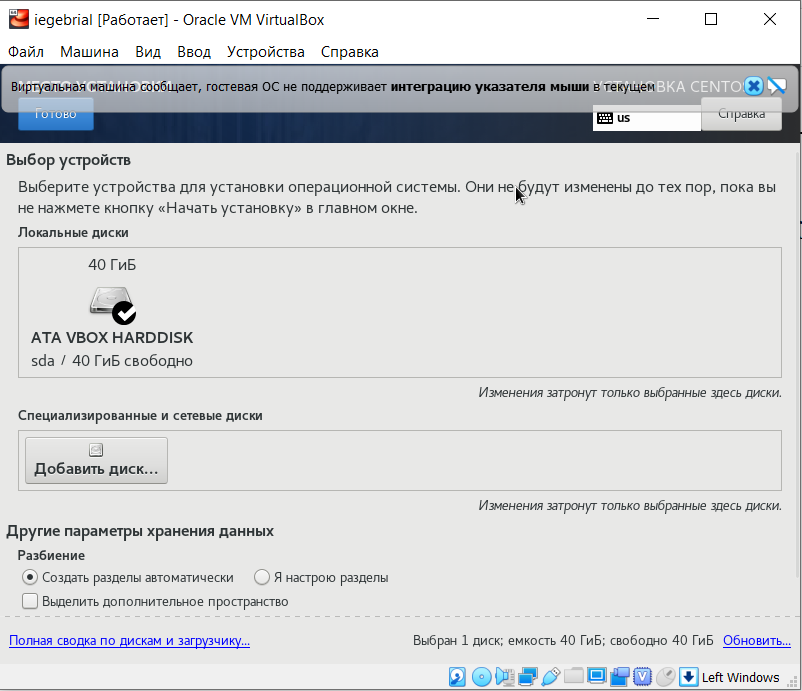 iegebrial [Работает] - Oracle VM VirtualBox
Файл Машина Вид Ввод Устройства Справка
МЕСТО УСТАНОВКИ УСТАНОВКА CENTO
Виртуальная машина сообщает, гостевая ОС не поддерживает интеграцию указателя мыши в текущем
Готово us Справка
Выбор устройств
Выберите устройства для установки операционной системы. Они не будут изменены до тех пор, пока вы
не нажмете кнопку «Начать установку» в главном окне.
Локальные диски
40 ГиБ
ATA VBOX HARDDISK
sda / 40 ГиБ свободно
Изменения затронут только выбранные здесь диски.
Специализированные и сетевые диски
Добавить диск...
Изменения затронут только выбранные здесь диски.
Другие параметры хранения данных
Разбиение
Создать разделы автоматически Я настрою разделы
Выделить дополнительное пространство
Полная сводка по дискам и загрузчику... Выбран 1 диск; емкость 40 ГиБ; свободно 40 ГиБ Обновить...
Left Windows